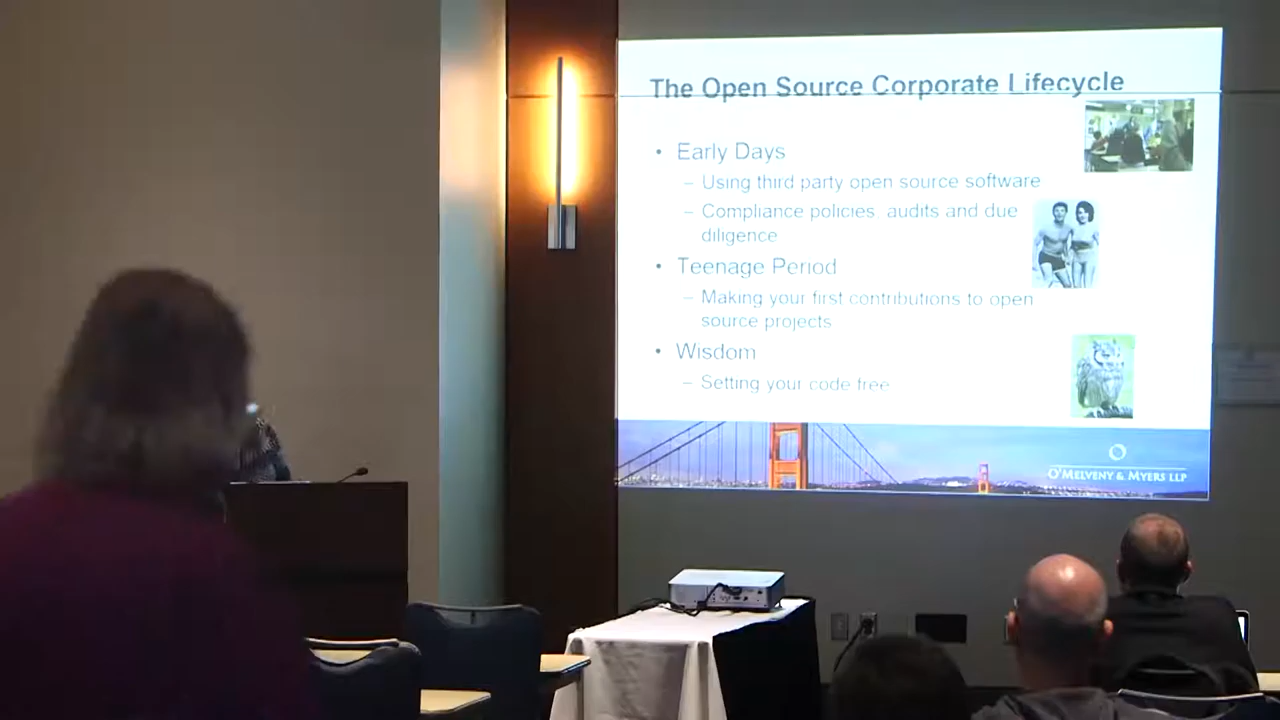 The Open Source Corporate Lifecycle
• Early Days
– Using third party open source software
– Compliance policies, audits and due
diligence
• Teenage Period
– Making your first contributions to open
source projects
• Wisdom
– Setting your code free
O'MELVENY & MYERS LLP